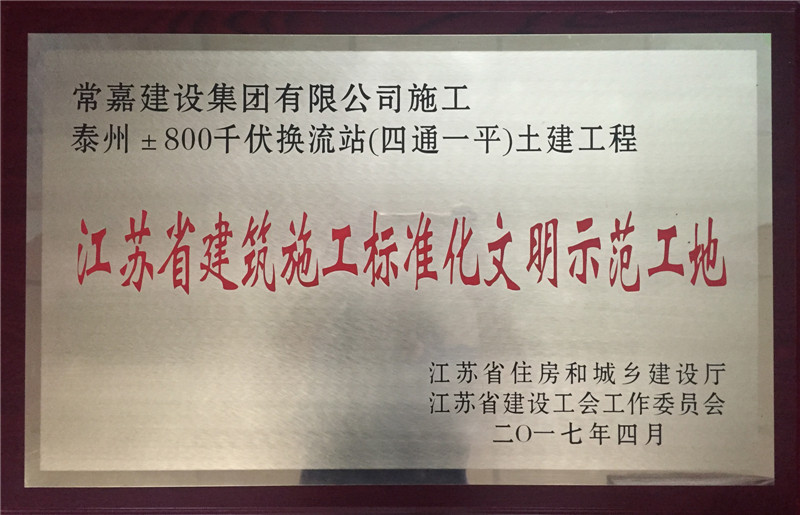 常嘉建设集团有限公司施工
泰州±800千伏换流站(四通一平)土建工程
江苏省建筑施工标准化文明示范工地
江苏省住房和城乡建设厅
江苏省建设工会工作委员会
二〇一七年四月